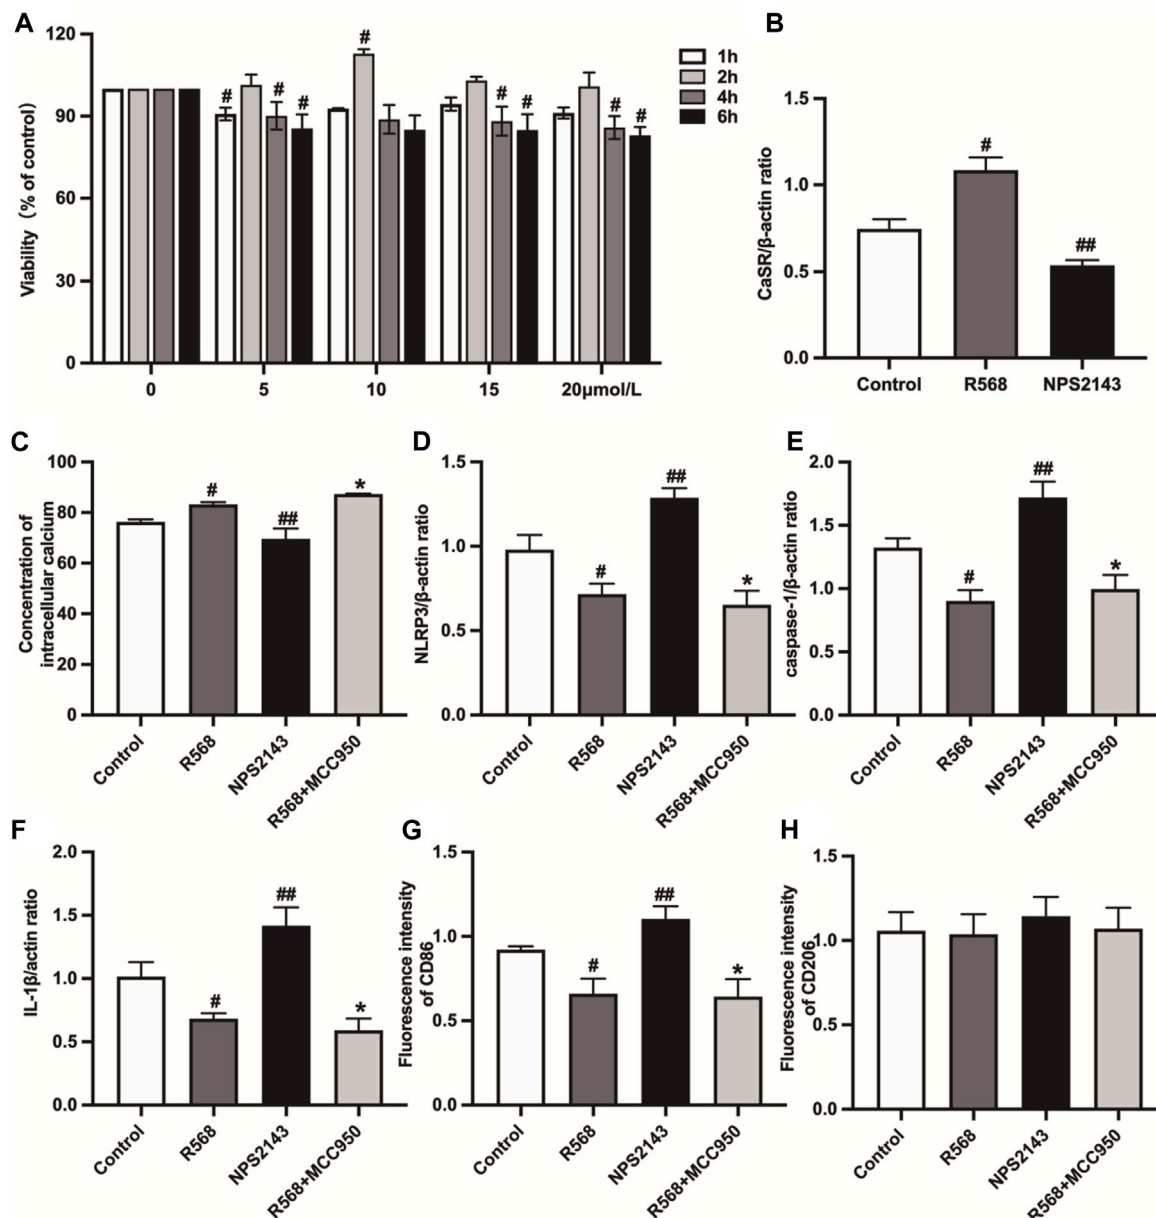 A
120
90
60
30
0
Viability (% of control)
# # # # # # # #
0 5 10 15 20μmol/L
1h
2h
4h
6h
B
1.5
1.0
0.5
0.0
CaSR/β-actin ratio
#
##
Control R568 NPS2143
C
100
80
60
40
20
0
Concentration of
intracellular calcium
#
##
*
Control R568 NPS2143 R568+MCC950
D
1.5
1.0
0.5
0.0
NLRP3/β-actin ratio
#
##
*
Control R568 NPS2143 R568+MCC950
E
2.0
1.5
1.0
0.5
0.0
caspase-1/β-actin ratio
#
##
*
Control R568 NPS2143 R568+MCC950
F
2.0
1.5
1.0
0.5
0.0
IL-1β/actin ratio
#
##
*
Control R568 NPS2143 R568+MCC950
G
1.5
1.0
0.5
0.0
Fluorescence intensity
of CD86
#
##
*
Control R568 NPS2143 R568+MCC950
H
1.5
1.0
0.5
0.0
Fluorescence intensity
of CD206
Control R568 NPS2143 R568+MCC950